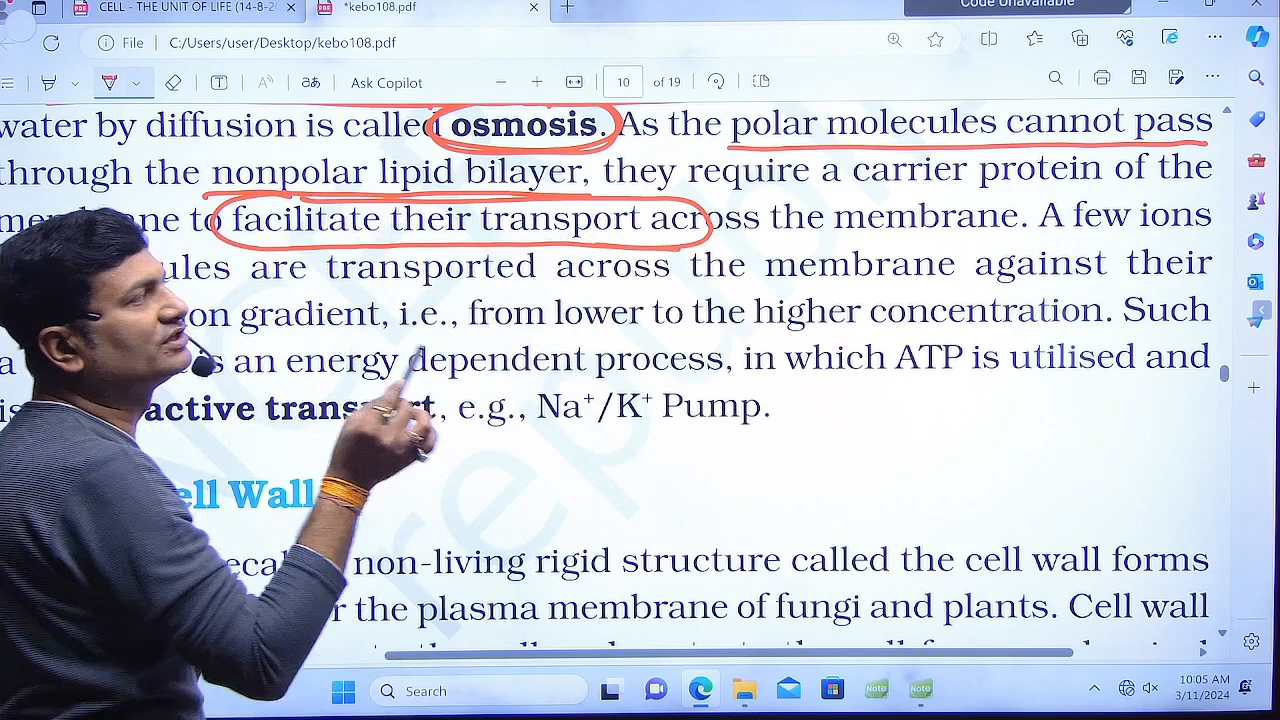 CELL - THE UNIT OF LIFE (14-8-2
*kebo108.pdf
Code Unavailable
File C:/Users/user/Desktop/kebo108.pdf
Ask Copilot
10 of 19
water by diffusion is called osmosis. As the polar molecules cannot pass
through the nonpolar lipid bilayer, they require a carrier protein of the
to facilitate their transport across the membrane. A few ions
are transported across the membrane against their
gradient, i.e., from lower to the higher concentration. Such
a an energy dependent process, in which ATP is utilised and
active transport, e.g., Na⁺/K⁺ Pump.
Cell Wall
non-living rigid structure called the cell wall forms
the plasma membrane of fungi and plants. Cell wall
Search
Note
Note
10:05 AM
3/11/2024